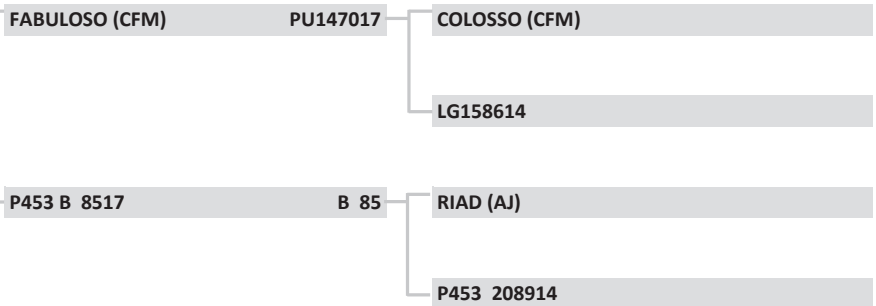 FABULOSO (CFM) PU147017
COLOSSO (CFM)
LG158614
P453 B 8517 B 85
RIAD (AJ)
P453 208914